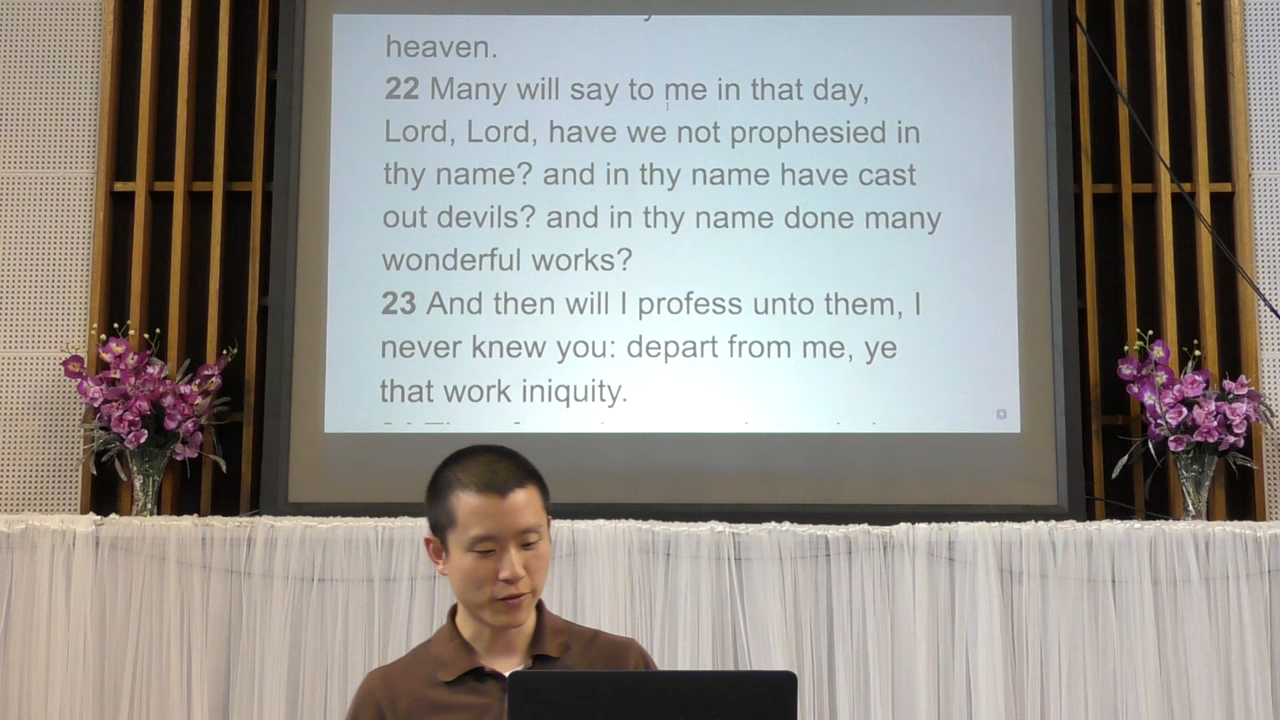 heaven.
22 Many will say to me in that day,
Lord, Lord, have we not prophesied in
thy name? and in thy name have cast
out devils? and in thy name done many
wonderful works?
23 And then will I profess unto them, I
never knew you: depart from me, ye
that work iniquity.